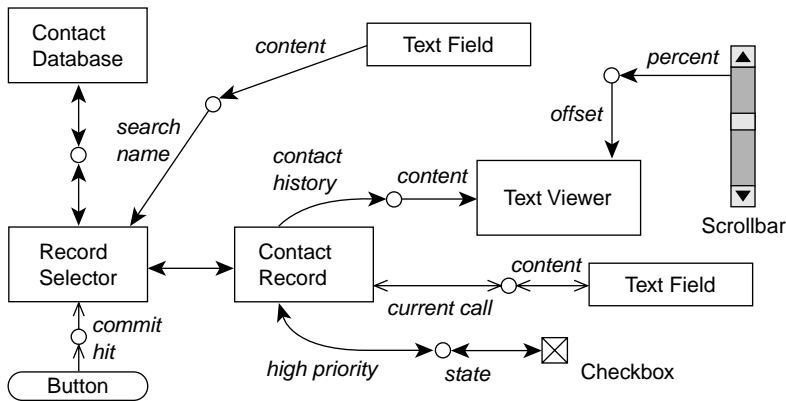 Contact
Database
content
Text Field
percent
search
name
offset
contact
history
content
Text Viewer
Scrollbar
Record
Selector
Contact
Record
content
Text Field
current call
commit
hit
high priority
state
Checkbox
Button